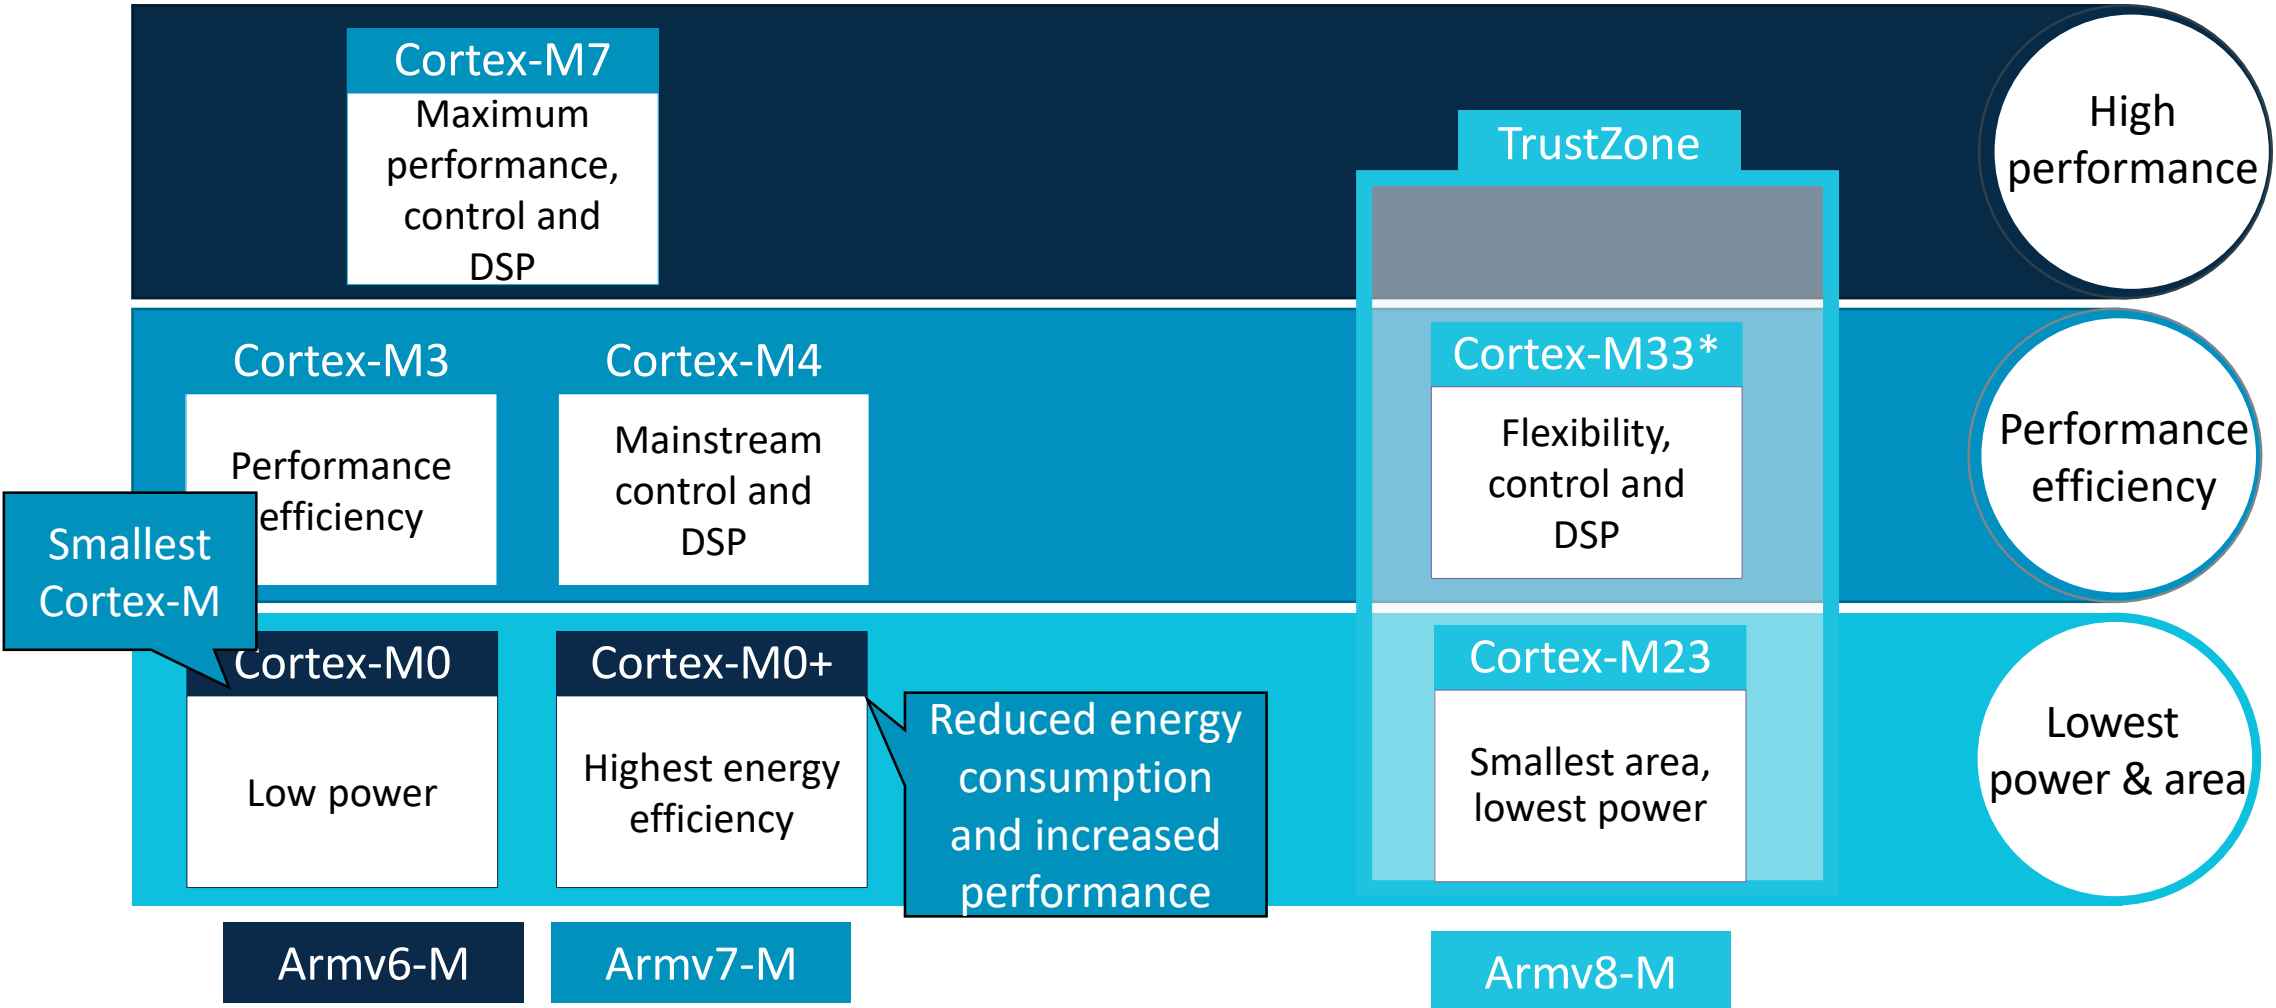 Cortex-M7
Maximum
performance,
control and
DSP
TrustZone
High
performance
Cortex-M3
Performance
efficiency
Cortex-M4
Mainstream
control and
DSP
Cortex-M33*
Flexibility,
control and
DSP
Performance
efficiency
Smallest
Cortex-M
Cortex-M0
Low power
Cortex-M0+
Highest energy
efficiency
Reduced energy
consumption
and increased
performance
Cortex-M23
Smallest area,
lowest power
Lowest
power & area
Armv6-M
Armv7-M
Armv8-M